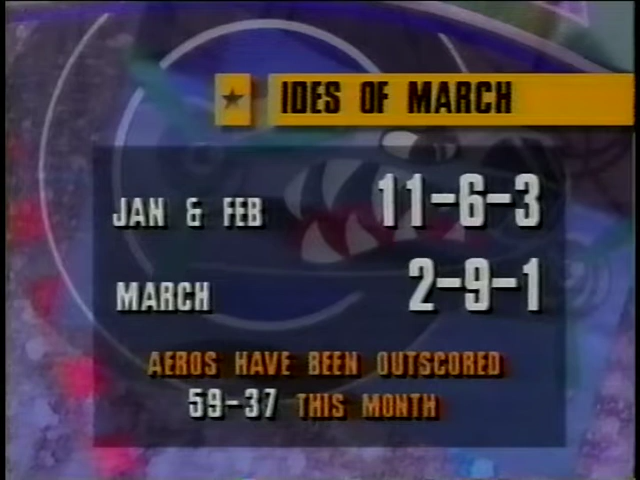 IDES OF MARCH
JAN & FEB 11-6-3
MARCH 2-9-1
AEROS HAVE BEEN OUTSCORED
59-37 THIS MONTH